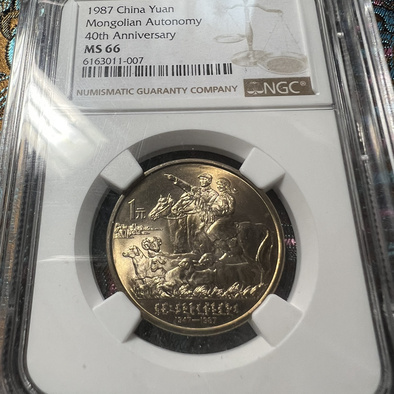 1987 China Yuan
Mongolian Autonomy
40th Anniversary
MS 66
6163011-007
NUMISMATIC GUARANTY COMPANY
NGC
1元
1947—1987